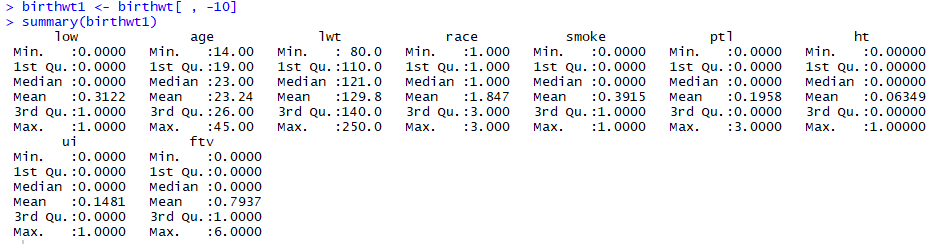 > birthwt1 <- birthwt[ , -10]
> summary(birthwt1)
      low              age             lwt             race           smoke             ptl               ht
 Min.   :0.0000   Min.   :14.00   Min.   : 80.0   Min.   :1.000   Min.   :0.0000   Min.   :0.0000   Min.   :0.00000
 1st Qu.:0.0000   1st Qu.:19.00   1st Qu.:110.0   1st Qu.:1.000   1st Qu.:0.0000   1st Qu.:0.0000   1st Qu.:0.00000
 Median :0.0000   Median :23.00   Median :121.0   Median :1.000   Median :0.0000   Median :0.0000   Median :0.00000
 Mean   :0.3122   Mean   :23.24   Mean   :129.8   Mean   :1.847   Mean   :0.3915   Mean   :0.1958   Mean   :0.06349
 3rd Qu.:1.0000   3rd Qu.:26.00   3rd Qu.:140.0   3rd Qu.:3.000   3rd Qu.:1.0000   3rd Qu.:0.0000   3rd Qu.:0.00000
 Max.   :1.0000   Max.   :45.00   Max.   :250.0   Max.   :3.000   Max.   :1.0000   Max.   :3.0000   Max.   :1.00000
       ui              ftv
 Min.   :0.0000   Min.   :0.0000
 1st Qu.:0.0000   1st Qu.:0.0000
 Median :0.0000   Median :0.0000
 Mean   :0.1481   Mean   :0.7937
 3rd Qu.:0.0000   3rd Qu.:1.0000
 Max.   :1.0000   Max.   :6.0000